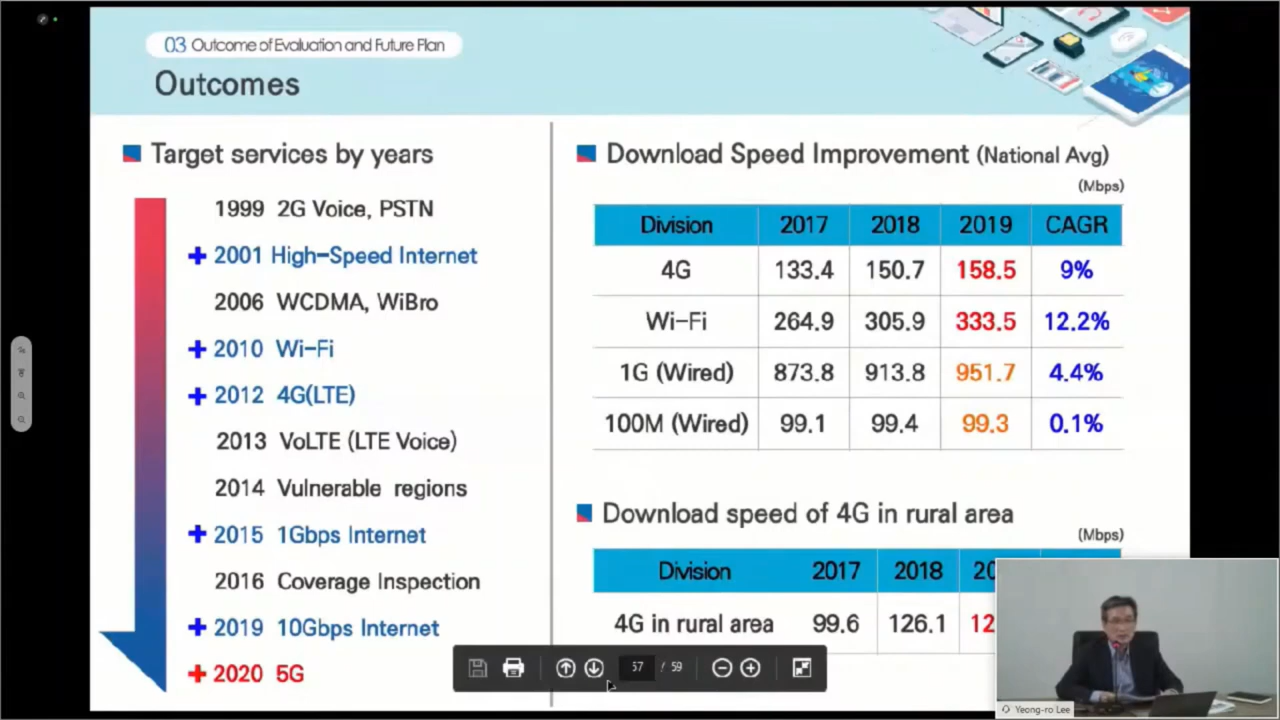 03 Outcome of Evaluation and Future Plan
Outcomes
Target services by years
1999 2G Voice, PSTN
+ 2001 High-Speed Internet
2006 WCDMA, WiBro
+ 2010 Wi-Fi
+ 2012 4G(LTE)
2013 VoLTE (LTE Voice)
2014 Vulnerable regions
+ 2015 1Gbps Internet
2016 Coverage Inspection
+ 2019 10Gbps Internet
+ 2020 5G
Download Speed Improvement (National Avg)
(Mbps)
Division 2017 2018 2019 CAGR
4G 133.4 150.7 158.5 9%
Wi-Fi 264.9 305.9 333.5 12.2%
1G (Wired) 873.8 913.8 951.7 4.4%
100M (Wired) 99.1 99.4 99.3 0.1%
Download speed of 4G in rural area
(Mbps)
Division 2017 2018 20
4G in rural area 99.6 126.1 12
57 / 59
Yeong-ro Lee